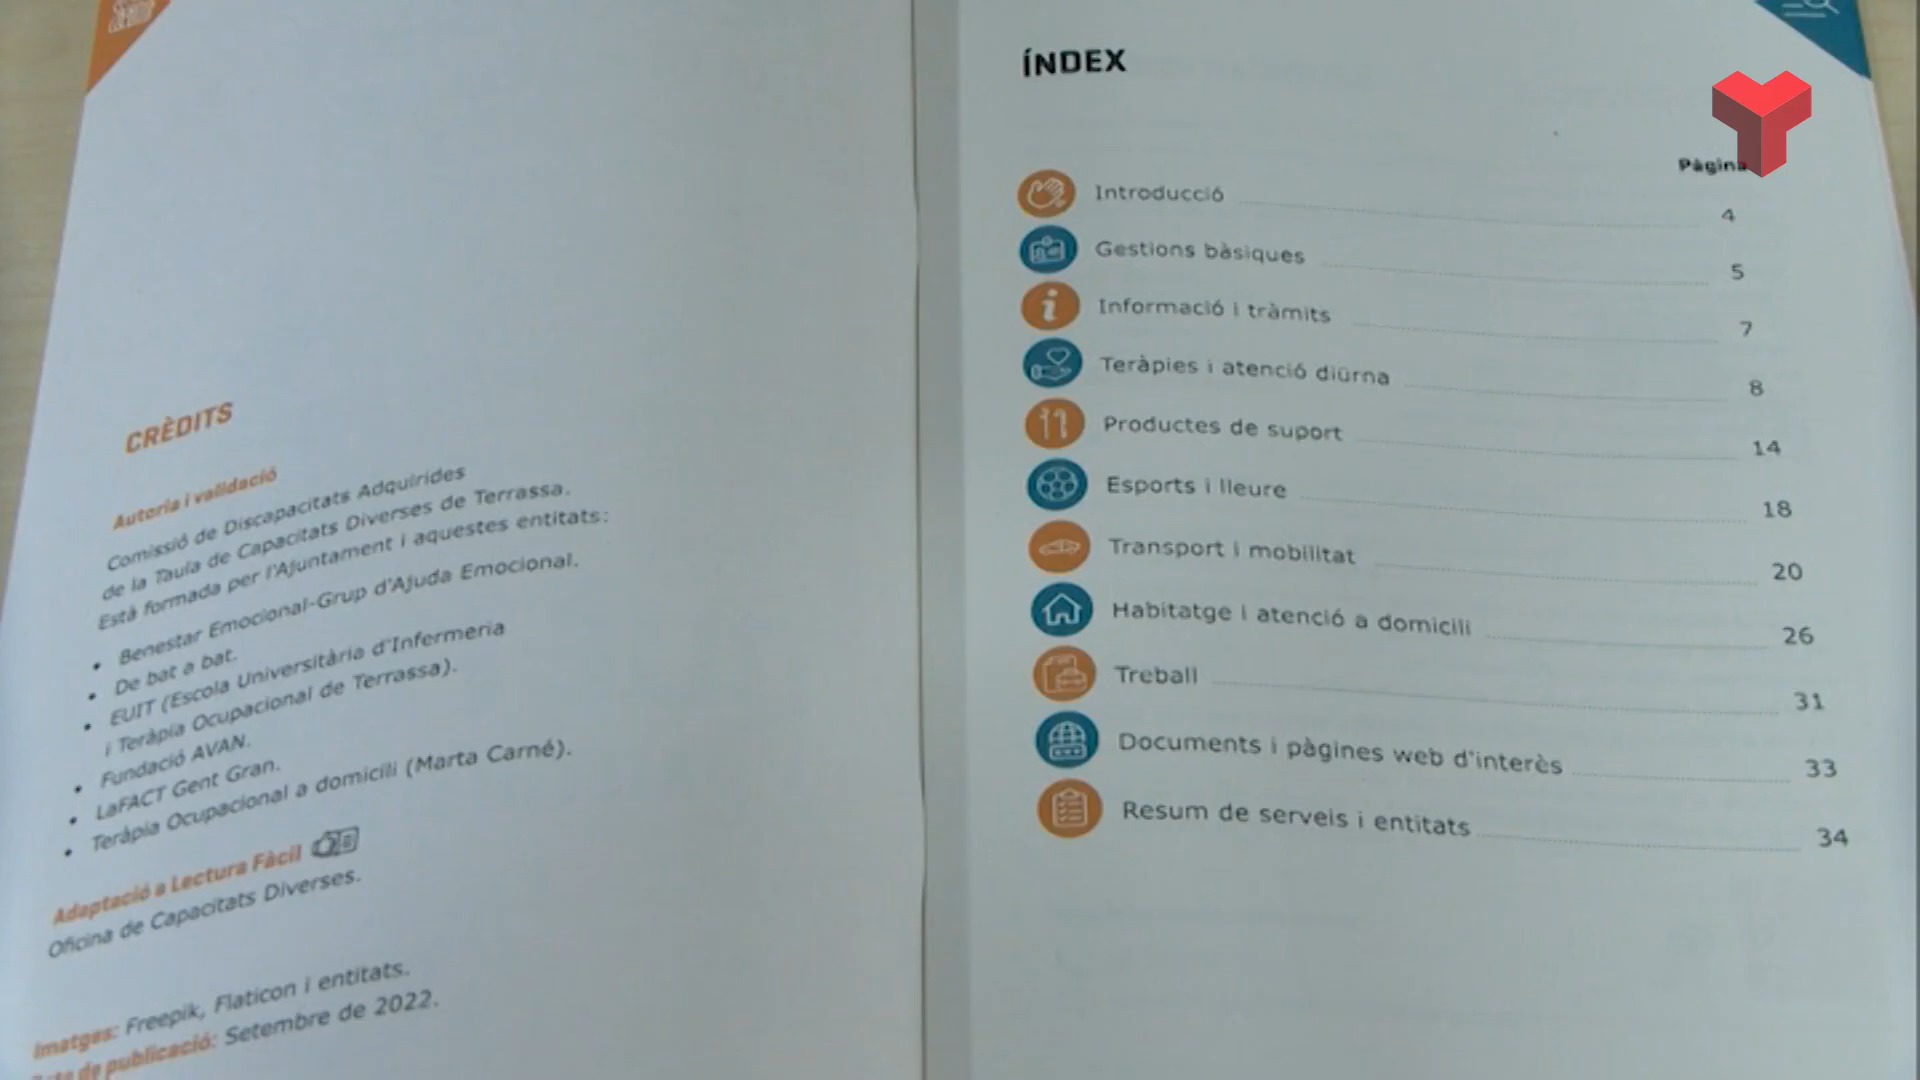 CRÈDITS
Autoria i validació
Comissió de Discapacitats Adquirides
de la Taula de Capacitats Diverses de Terrassa.
Està formada per l'Ajuntament i aquestes entitats:
• Benestar Emocional-Grup d'Ajuda Emocional.
• De bat a bat.
• EUIT (Escola Universitària d'Infermeria
i Teràpia Ocupacional de Terrassa).
• Fundació AVAN.
• LaFACT Gent Gran.
• Teràpia Ocupacional a domicili (Marta Carné).
Adaptació a Lectura Fàcil
Oficina de Capacitats Diverses.
Imatges: Freepik, Flaticon i entitats.
de publicació: Setembre de 2022.
ÍNDEX
Pàgina
Introducció 4
Gestions bàsiques 5
Informació i tràmits 7
Teràpies i atenció diürna 8
Productes de suport 14
Esports i lleure 18
Transport i mobilitat 20
Habitatge i atenció a domicili 26
Treball 31
Documents i pàgines web d'interès 33
Resum de serveis i entitats 34